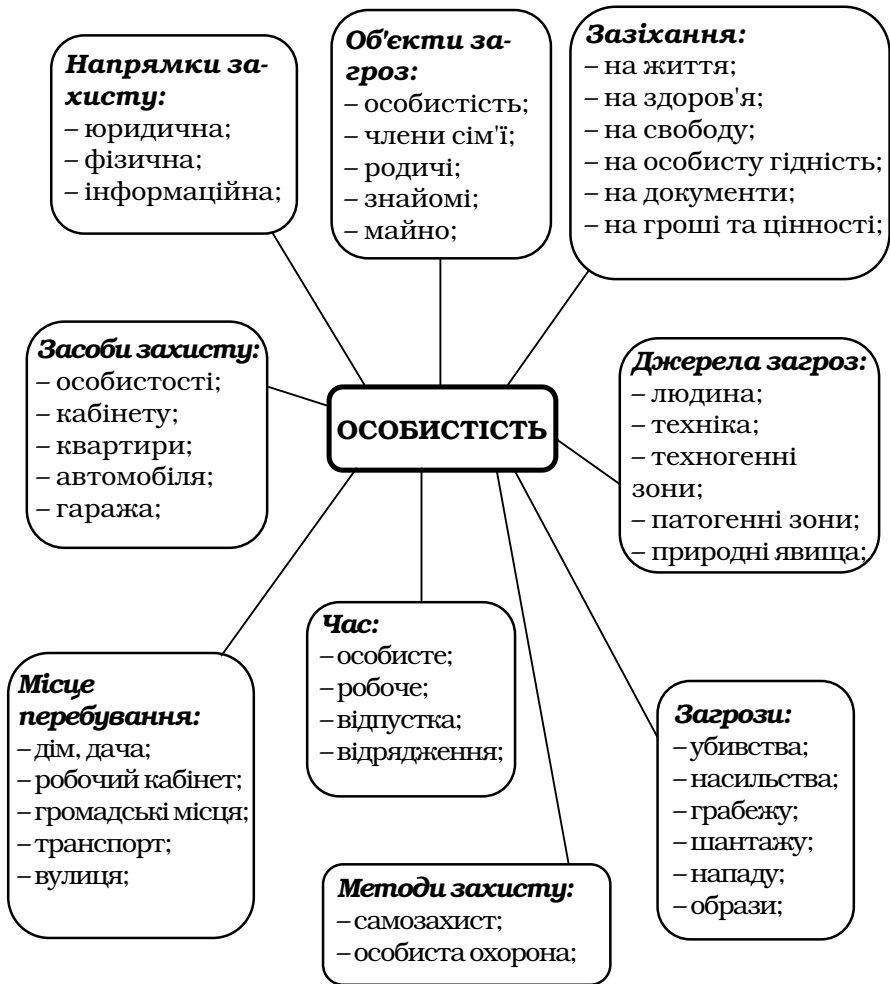 Напрямки за-
хисту:
– юридична;
– фізична;
– інформаційна;
Об'єкти за-
гроз:
– особистість;
– члени сім'ї;
– родичі;
– знайомі;
– майно;
Зазіхання:
– на життя;
– на здоров'я;
– на свободу;
– на особисту гідність;
– на документи;
– на гроші та цінності;
Засоби захисту:
– особистості;
– кабінету;
– квартири;
– автомобіля;
– гаража;
ОСОБИСТІСТЬ
Джерела загроз:
– людина;
– техніка;
– техногенні
зони;
– патогенні зони;
– природні явища;
Місце
перебування:
– дім, дача;
– робочий кабінет;
– громадські місця;
– транспорт;
– вулиця;
Час:
– особисте;
– робоче;
– відпустка;
– відрядження;
Методи захисту:
– самозахист;
– особиста охорона;
Загрози:
– убивства;
– насильства;
– грабежу;
– шантажу;
– нападу;
– образи;